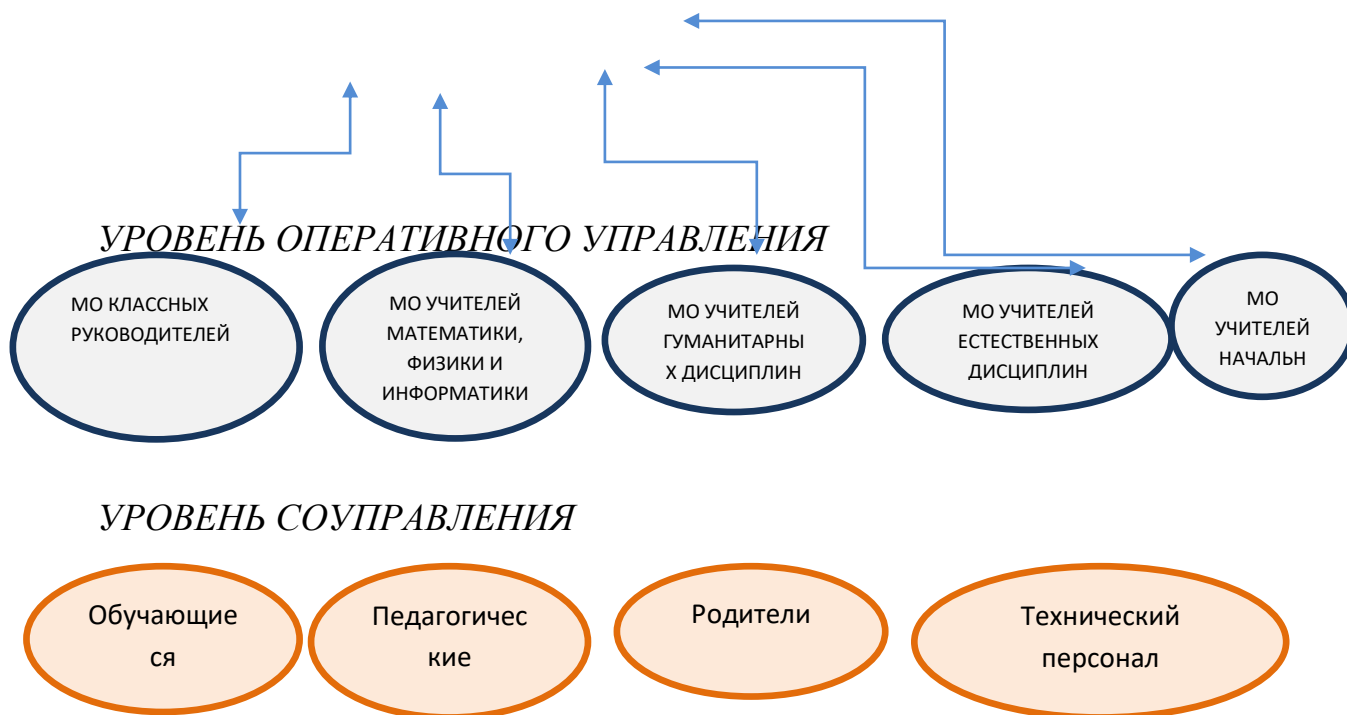 УРОВЕНЬ ОПЕРАТИВНОГО УПРАВЛЕНИЯ
МО КЛАССНЫХ
РУКОВОДИТЕЛЕЙ
МО УЧИТЕЛЕЙ
МАТЕМАТИКИ,
ФИЗИКИ И
ИНФОРМАТИКИ
МО УЧИТЕЛЕЙ
ГУМАНИТАРНЫ
Х ДИСЦИПЛИН
МО УЧИТЕЛЕЙ
ЕСТЕСТВЕННЫХ
ДИСЦИПЛИН
МО
УЧИТЕЛЕЙ
НАЧАЛЬН
УРОВЕНЬ СОУПРАВЛЕНИЯ
Обучающие
ся
Педагогичес
кие
Родители
Технический
персонал